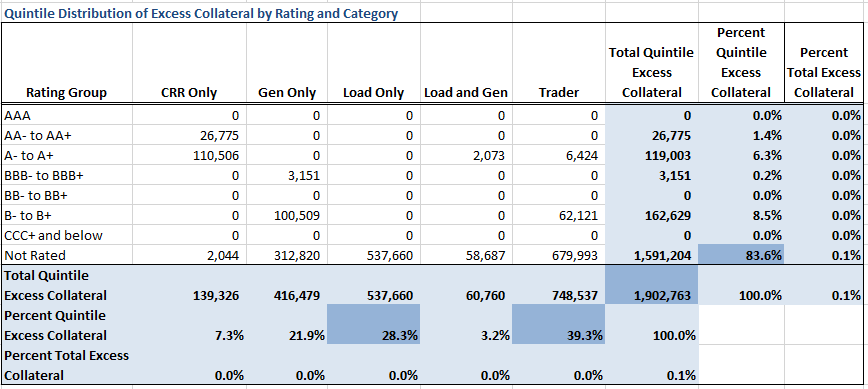 Quintile Distribution of Excess Collateral by Rating and Category
Rating Group CRR Only Gen Only Load Only Load and Gen Trader Total Quintile Excess Collateral Percent Quintile Excess Collateral Percent Total Excess Collateral
AAA 0 0 0 0 0 0 0.0% 0.0%
AA- to AA+ 26,775 0 0 0 0 26,775 1.4% 0.0%
A- to A+ 110,506 0 0 2,073 6,424 119,003 6.3% 0.0%
BBB- to BBB+ 0 3,151 0 0 0 3,151 0.2% 0.0%
BB- to BB+ 0 0 0 0 0 0 0.0% 0.0%
B- to B+ 0 100,509 0 0 62,121 162,629 8.5% 0.0%
CCC+ and below 0 0 0 0 0 0 0.0% 0.0%
Not Rated 2,044 312,820 537,660 58,687 679,993 1,591,204 83.6% 0.1%
Total Quintile
Excess Collateral 139,326 416,479 537,660 60,760 748,537 1,902,763 100.0% 0.1%
Percent Quintile
Excess Collateral 7.3% 21.9% 28.3% 3.2% 39.3% 100.0%
Percent Total Excess
Collateral 0.0% 0.0% 0.0% 0.0% 0.0% 0.1%